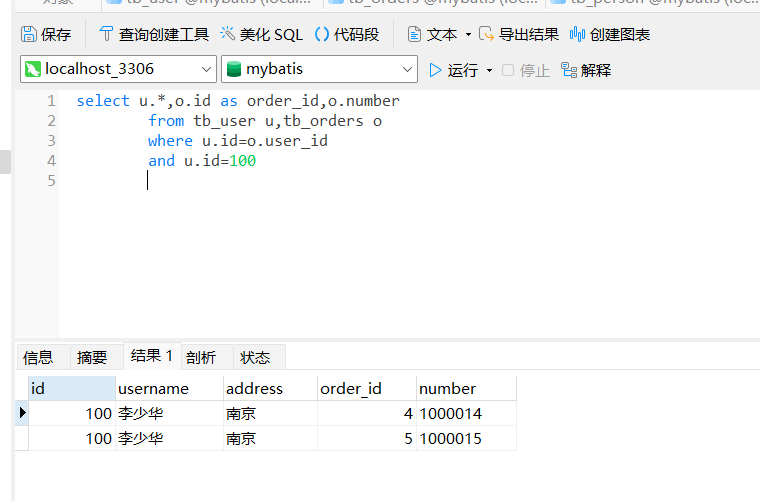 对象 tb_user @mybatis (local... tb_orders @mybatis (loc... tb_person @mybatis (loc...
保存 查询创建工具 美化 SQL () 代码段 文本 导出结果 创建图表
localhost_3306 mybatis 运行 停止 解释
1 select u.*,o.id as order_id,o.number
2 from tb_user u,tb_orders o
3 where u.id=o.user_id
4 and u.id=100
5
信息 摘要 结果 1 剖析 状态
id username address order_id number
100 李少华 南京 4 1000014
100 李少华 南京 5 1000015